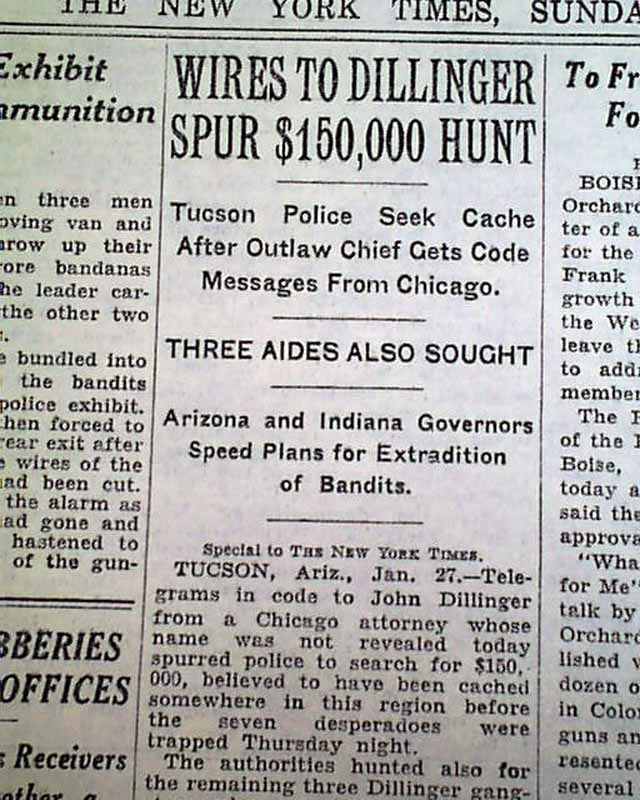 THE NEW YORK TIMES, SUNDA
Exhibit
mmunition
en three men
oving van and
hrow up their
ore bandanas
he leader car-
the other two
e bundled into
the bandits
police exhibit.
hen forced to
rear exit after
e wires of the
had been cut.
the alarm as
had gone and
hastened to
of the gun-
BBERIES
OFFICES
Receivers
other a
WIRES TO DILLINGER
SPUR $150,000 HUNT
Tucson Police Seek Cache
After Outlaw Chief Gets Code
Messages From Chicago.
THREE AIDES ALSO SOUGHT
Arizona and Indiana Governors
Speed Plans for Extradition
of Bandits.
Special to THE NEW YORK TIMES.
TUCSON, Ariz., Jan. 27.—Tele-
grams in code to John Dillinger
from a Chicago attorney whose
name was not revealed today
spurred police to search for $150,-
000, believed to have been cached
somewhere in this region before
the seven desperadoes were
trapped Thursday night.
The authorities hunted also for
the remaining three Dillinger gang-
To Fr
Fo
BOISE
Orchard
ter of a
for the
Frank
growth
the We
leave th
to addr
member
The B
of the B
Boise,
today a
said the
approva
"Wha
for Me"
talk by
Orchard
lished w
dozen o
in Color
guns an
resented
several